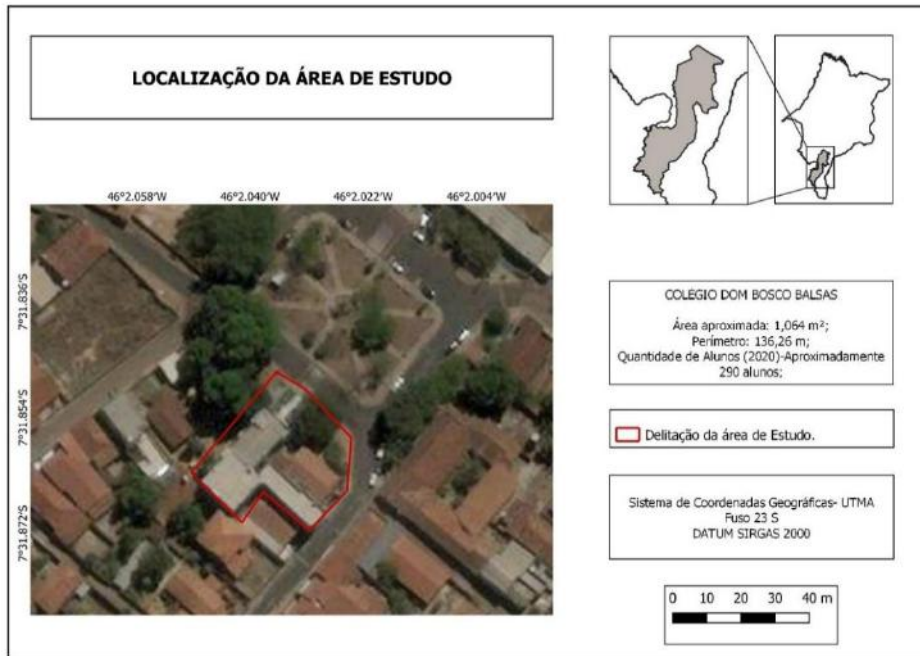 LOCALIZAÇÃO DA ÁREA DE ESTUDO
46°2.058'W 46°2.040'W 46°2.022'W 46°2.004'W
7°31.836'S
7°31.854'S
7°31.872'S
COLÉGIO DOM BOSCO BALSAS
Área aproximada: 1,064 m²;
Perímetro: 136,26 m;
Quantidade de Alunos (2020)-Aproximadamente
290 alunos;
Delitação da área de Estudo.
Sistema de Coordenadas Geográficas- UTMA
Fuso 23 S
DATUM SIRGAS 2000
0 10 20 30 40 m